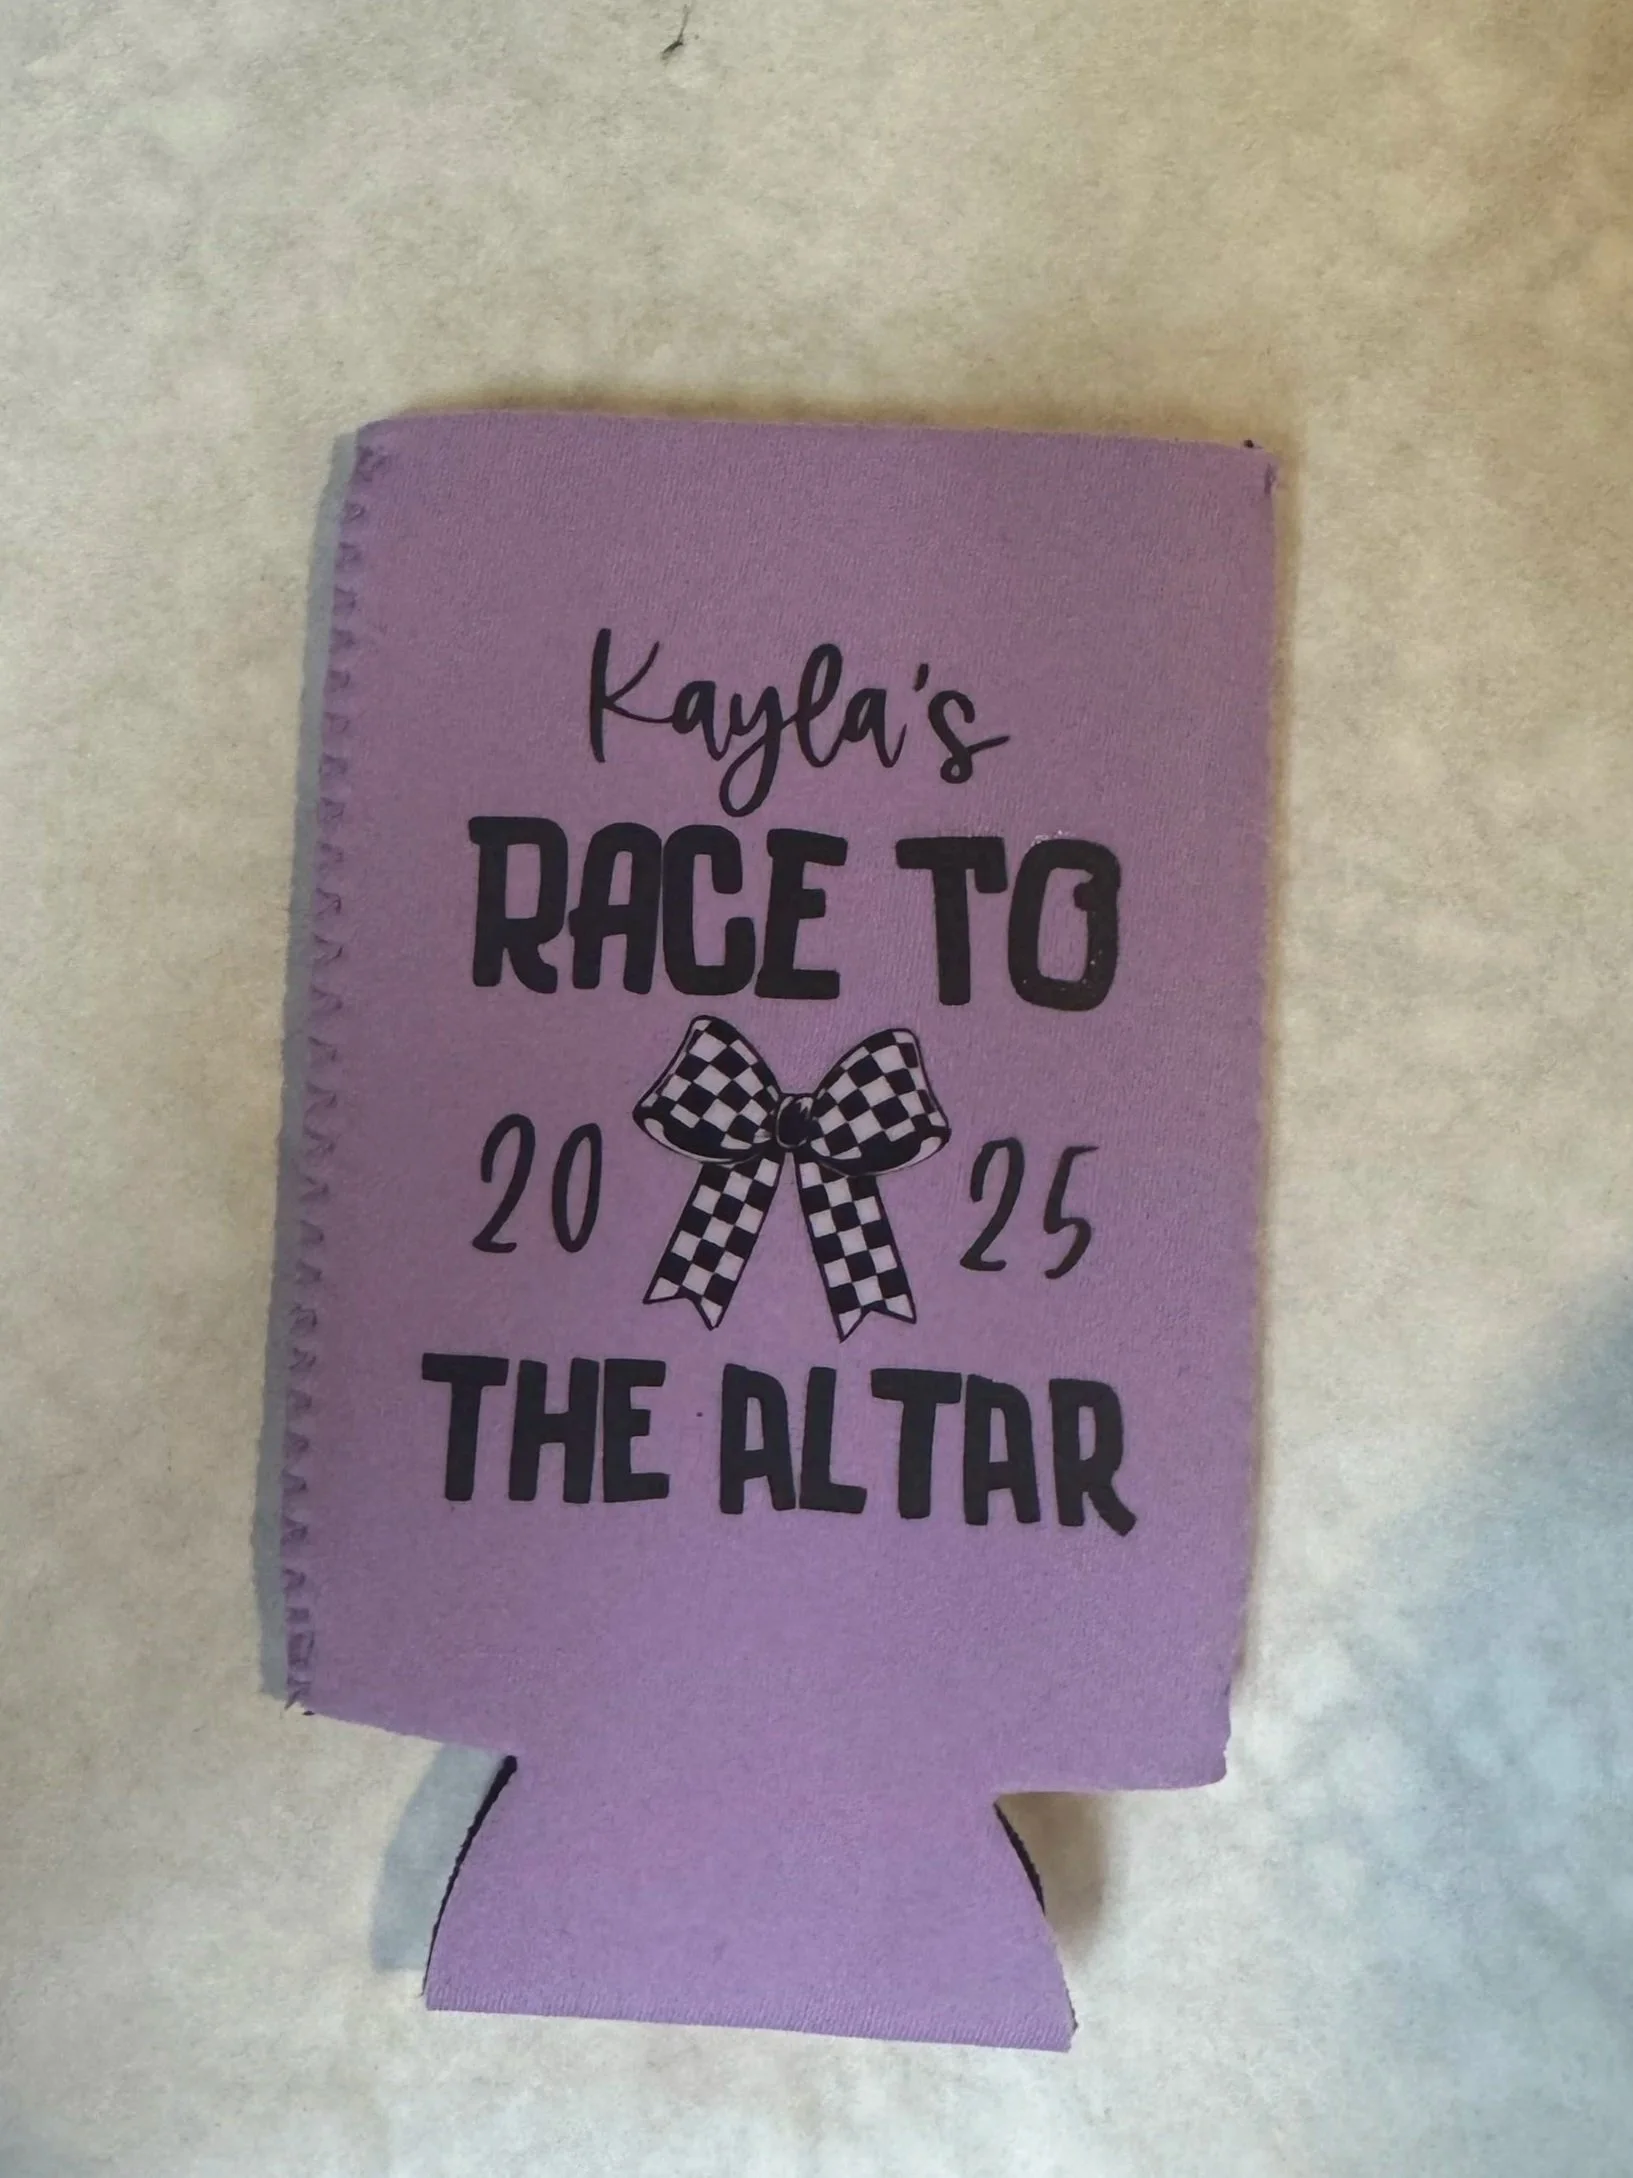 Kayla's
RACE TO
20 25
THE ALTAR